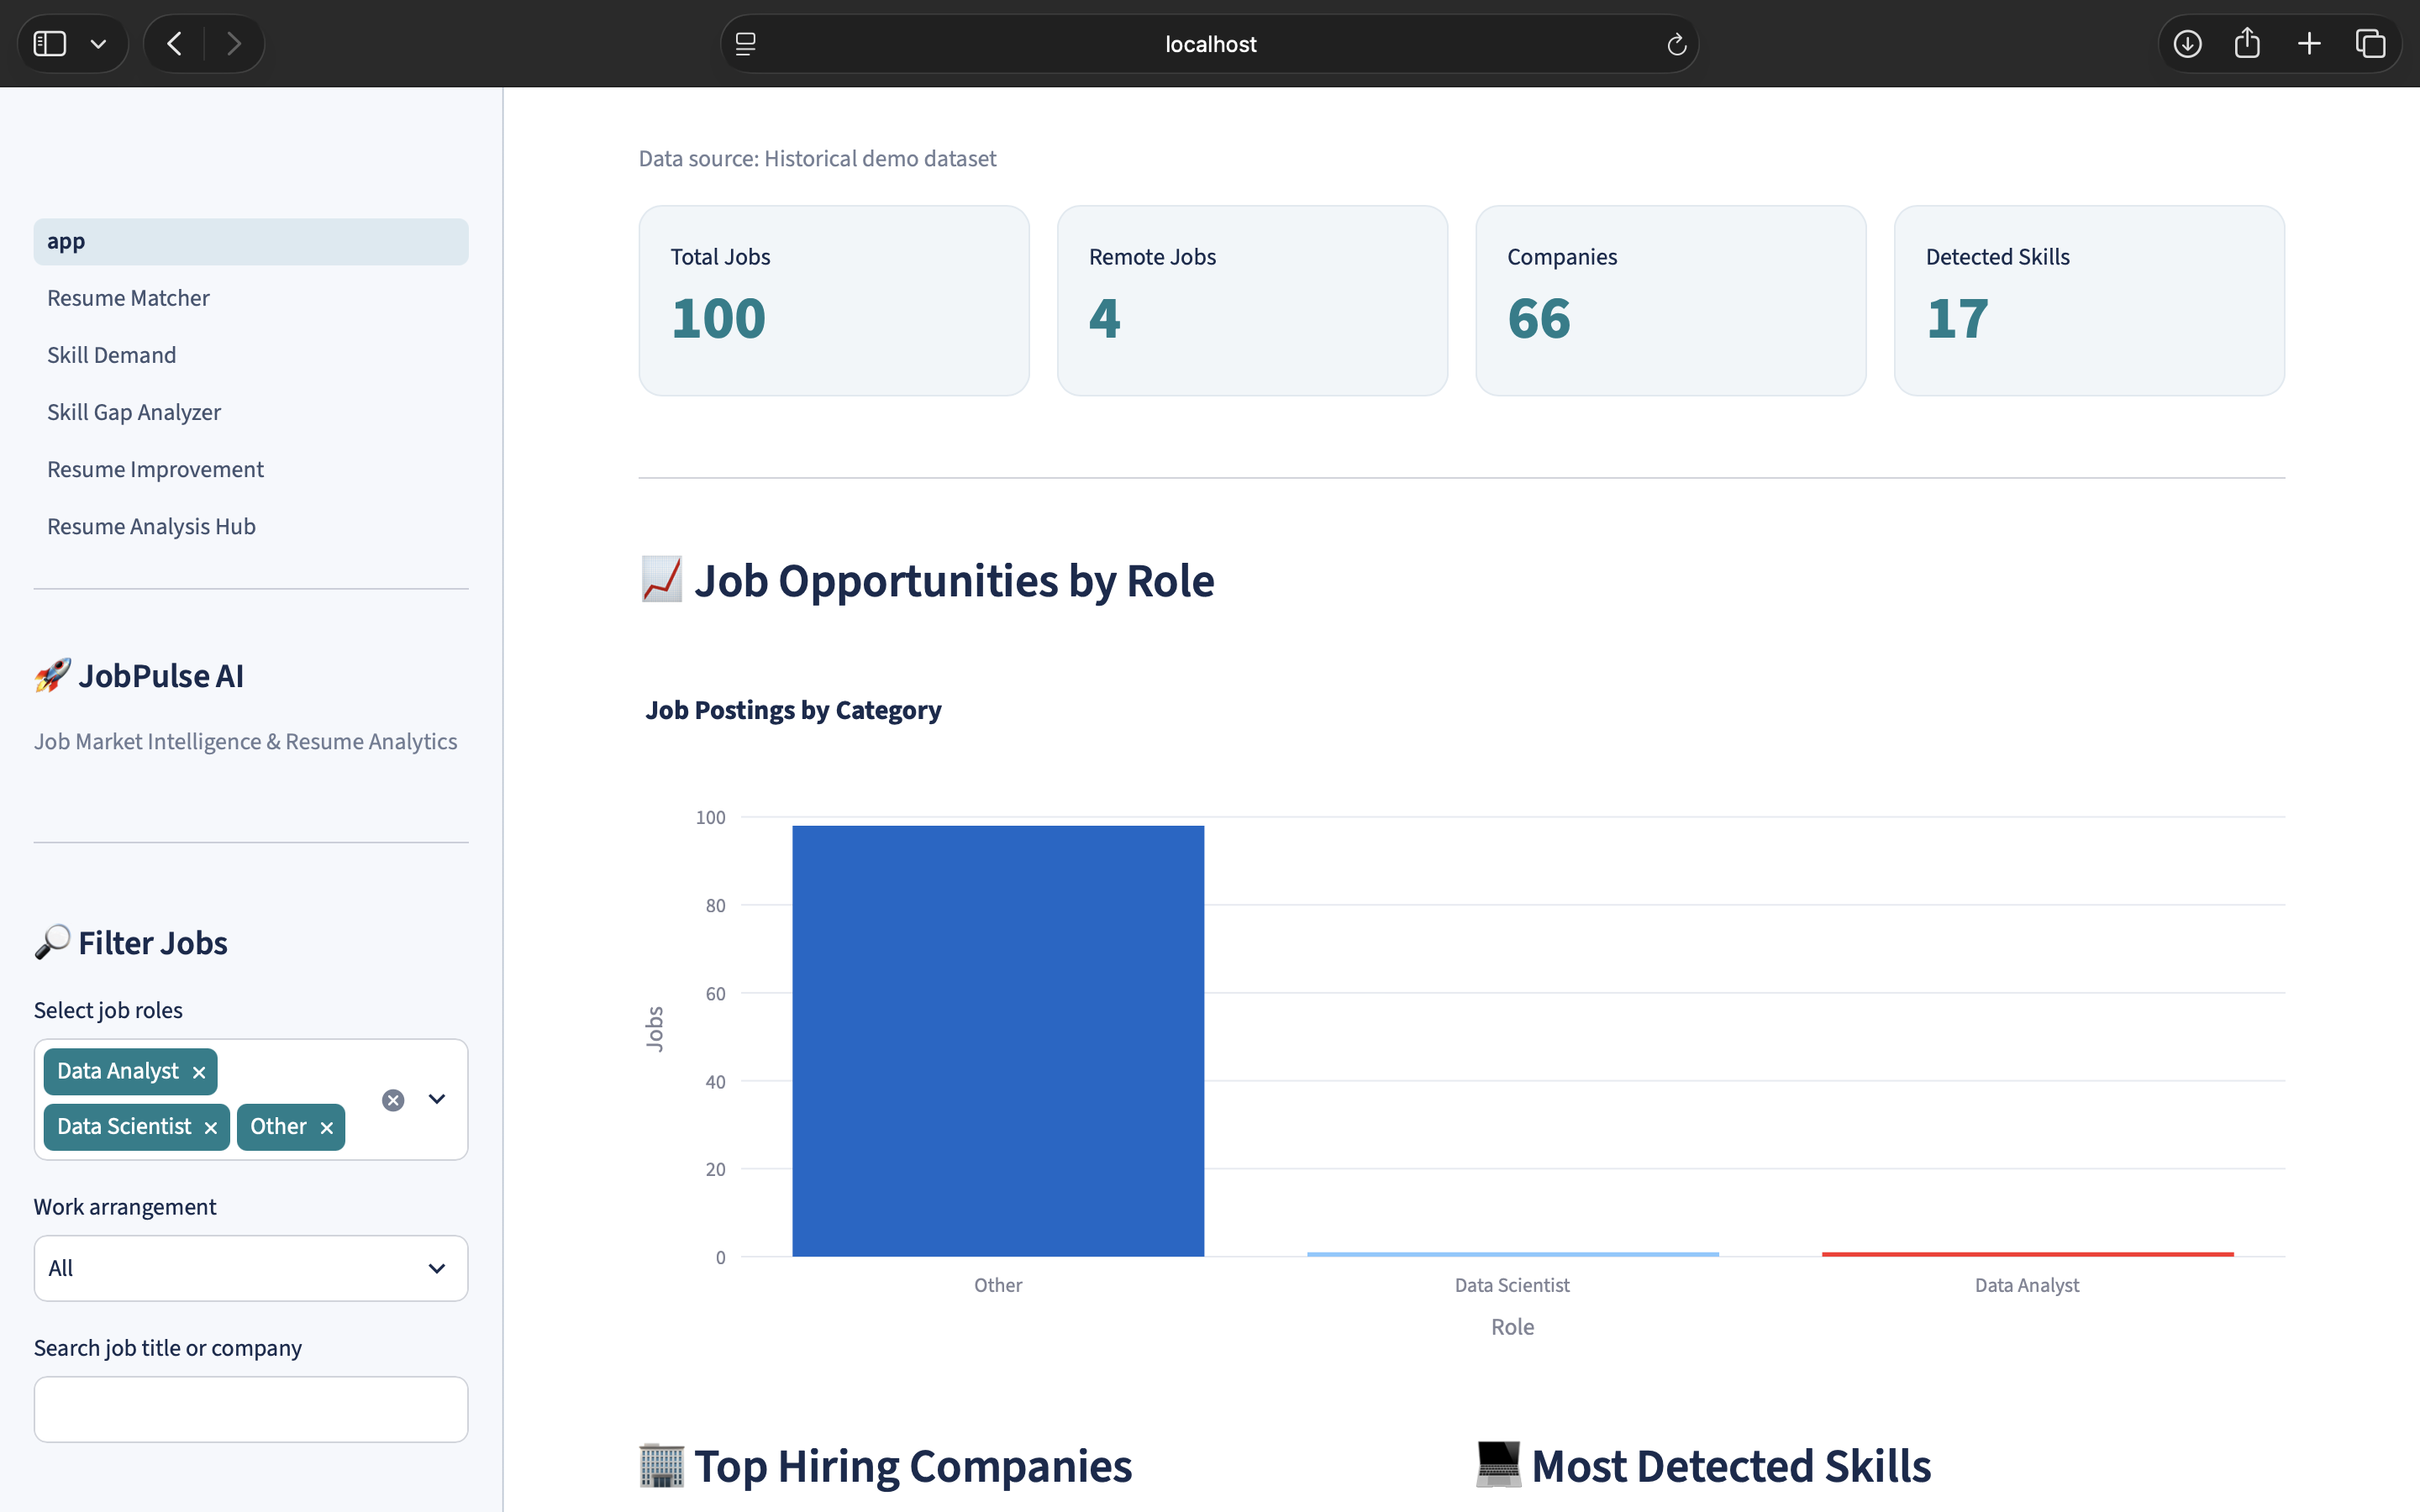 localhost
app
Resume Matcher
Skill Demand
Skill Gap Analyzer
Resume Improvement
Resume Analysis Hub
🚀 JobPulse AI
Job Market Intelligence & Resume Analytics
🔎 Filter Jobs
Select job roles
Data Analyst ×
Data Scientist × Other ×
Work arrangement
All
Search job title or company
Data source: Historical demo dataset
Total Jobs
100
Remote Jobs
4
Companies
66
Detected Skills
17
📈 Job Opportunities by Role
Job Postings by Category
100
80
60
40
20
0
Jobs
Other
Data Scientist
Data Analyst
Role
🏢 Top Hiring Companies
💻 Most Detected Skills